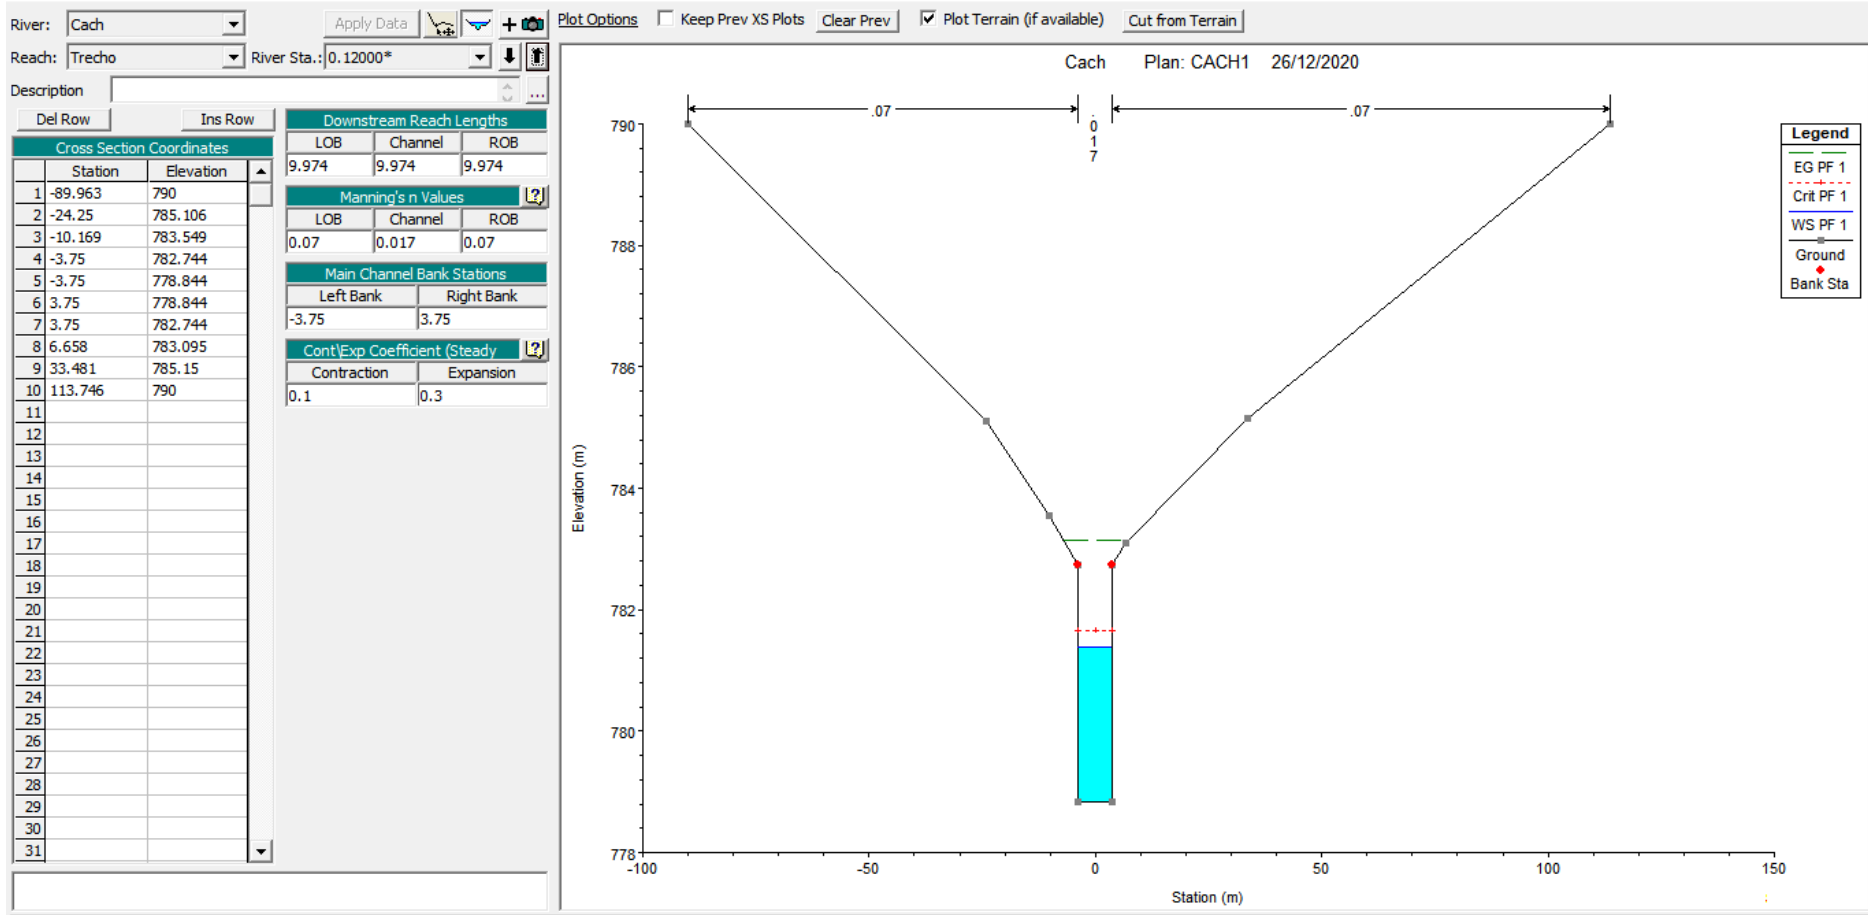 River: Cach Apply Data
Reach: Trecho River Sta.: 0.12000*
Description ...
Del Row Ins Row
Cross Section Coordinates
Station Elevation
1 -89.963 790
2 -24.25 785.106
3 -10.169 783.549
4 -3.75 782.744
5 -3.75 778.844
6 3.75 778.844
7 3.75 782.744
8 6.658 783.095
9 33.481 785.15
10 113.746 790
11
12
13
14
15
16
17
18
19
20
21
22
23
24
25
26
27
28
29
30
31
Downstream Reach Lengths
LOB Channel ROB
9.974 9.974 9.974
Manning's n Values
LOB Channel ROB
0.07 0.017 0.07
Main Channel Bank Stations
Left Bank Right Bank
-3.75 3.75
Cont\Exp Coefficient (Steady
Contraction Expansion
0.1 0.3
Plot Options Keep Prev XS Plots Clear Prev Plot Terrain (if available) Cut from Terrain
Cach Plan: CACH1 26/12/2020
.07 .017 .07
790
788
786
784
782
780
778
Elevation (m)
-100 -50 0 50 100 150
Station (m)
Legend
EG PF 1
Crit PF 1
WS PF 1
Ground
Bank Sta